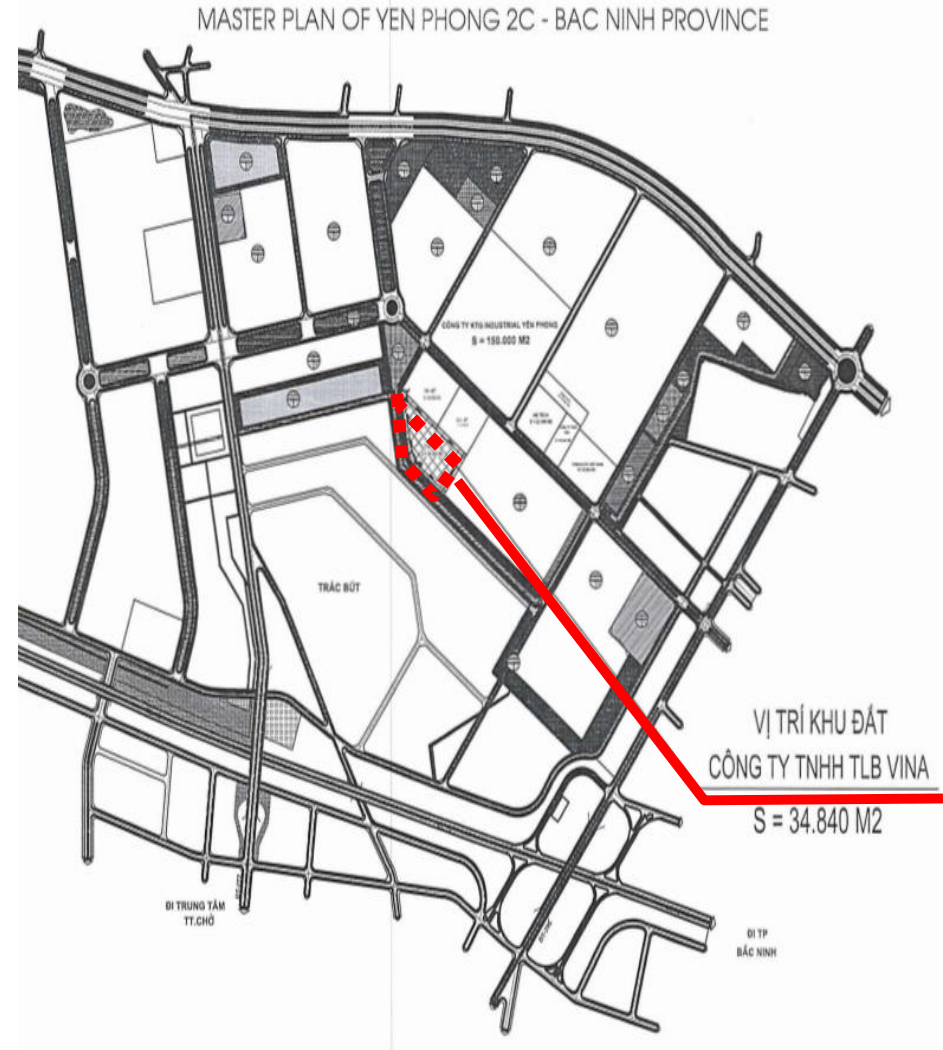 MASTER PLAN OF YEN PHONG 2C - BAC NINH PROVINCE
CÔNG TY KTG INDUSTRIAL YÊN PHONG
S = 150.000 M2
TRÁC BÚT
VỊ TRÍ KHU ĐẤT
CÔNG TY TNHH TLB VINA
S = 34.840 M2
ĐI TRUNG TÂM
TT.CHỜ
ĐI TP
BẮC NINH